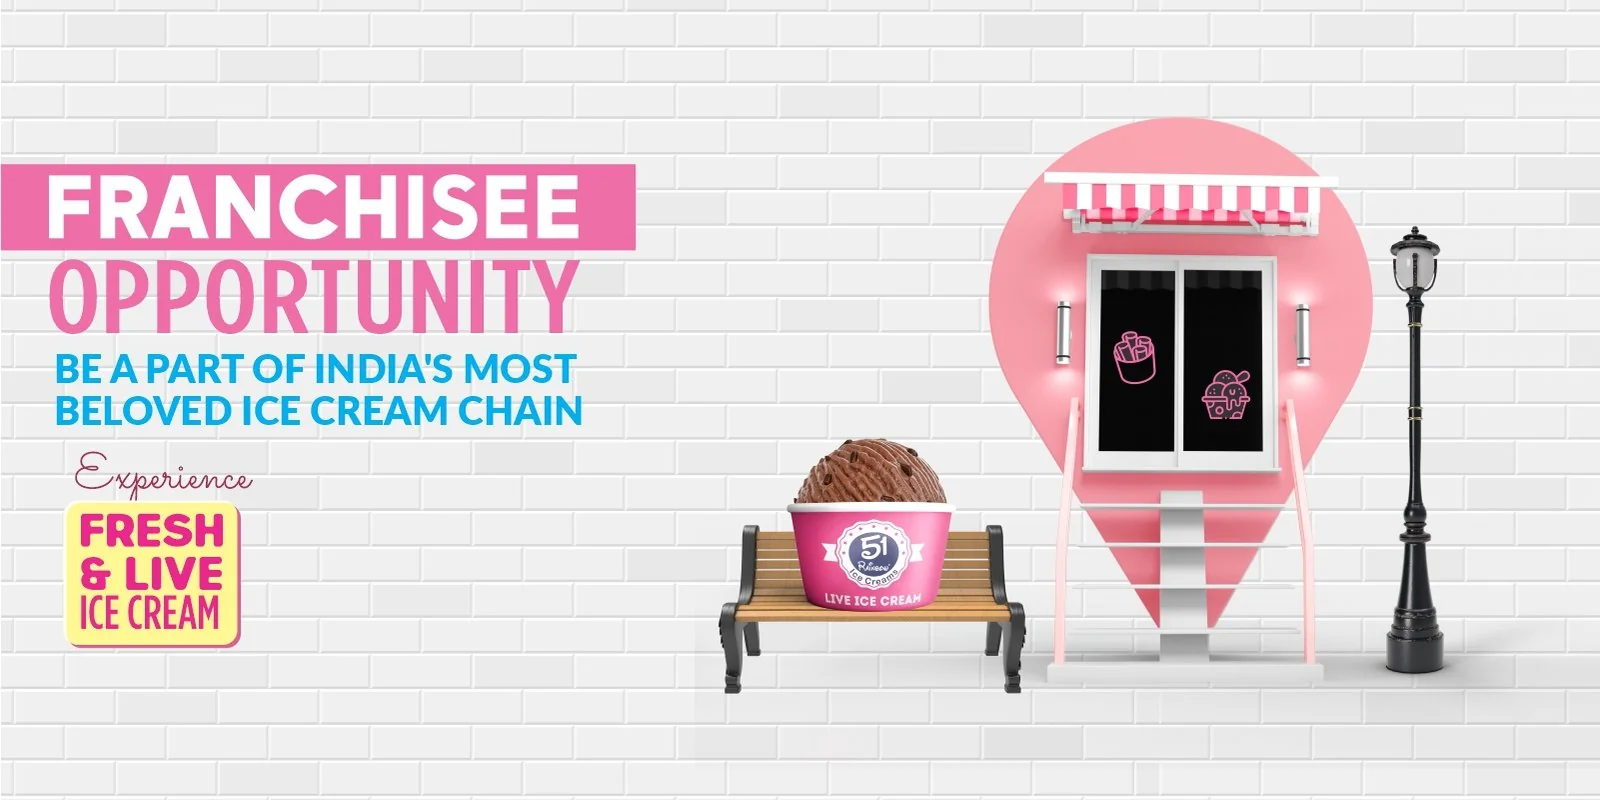 FRANCHISEE
OPPORTUNITY
BE A PART OF INDIA'S MOST
BELOVED ICE CREAM CHAIN
Experience
FRESH
& LIVE
ICE CREAM
51
Ice Creams
LIVE ICE CREAM